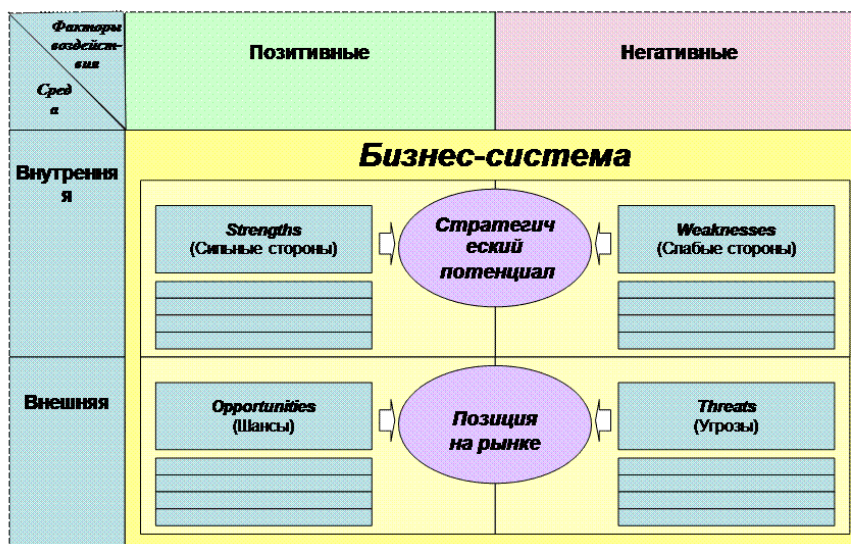 Факторы
воздейст-
вия
Сред
а
Позитивные
Негативные
Бизнес-система
Внутрення
я
Strengths
(Сильные стороны)
Стратегич
еский
потенциал
Weaknesses
(Слабые стороны)
Внешняя
Opportunities
(Шансы)
Позиция
на рынке
Threats
(Угрозы)